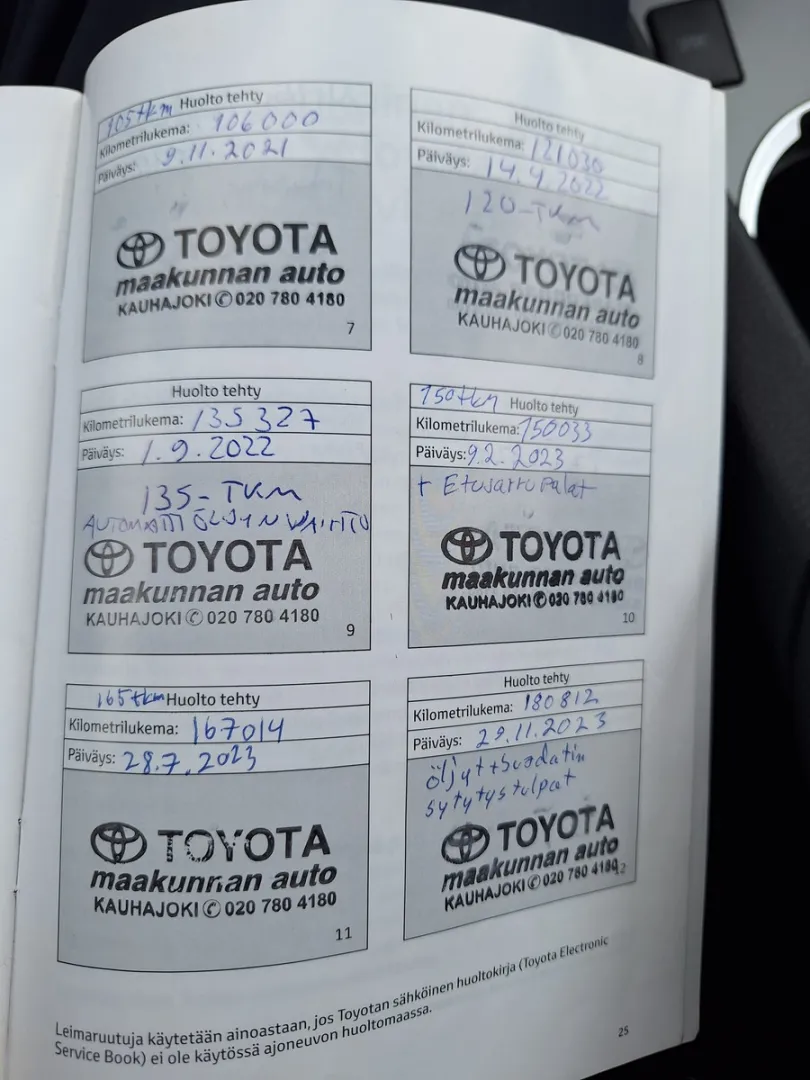 105tkm Huolto tehty
Kilometrilukema: 106000
Päiväys: 9.11.2021
TOYOTA
maakunnan auto
KAUHAJOKI ✆ 020 780 4180
7
Huolto tehty
Kilometrilukema: 121030
Päiväys: 14.4.2022
120-TKM
TOYOTA
maakunnan auto
KAUHAJOKI ✆ 020 780 4180
8
Huolto tehty
Kilometrilukema: 135327
Päiväys: 1.9.2022
135-TKM
AUTOMAATTIÖLJYN VAIHTO
TOYOTA
maakunnan auto
KAUHAJOKI ✆ 020 780 4180
9
150tkm Huolto tehty
Kilometrilukema: 150033
Päiväys: 9.2.2023
+ Etujarrupalat
TOYOTA
maakunnan auto
KAUHAJOKI ✆ 020 780 4180
10
165tkm Huolto tehty
Kilometrilukema: 167014
Päiväys: 28.7.2023
TOYOTA
maakunnan auto
KAUHAJOKI ✆ 020 780 4180
11
Huolto tehty
Kilometrilukema: 180812
Päiväys: 29.11.2023
öljyt+suodatin
sytytystulpat
TOYOTA
maakunnan auto
KAUHAJOKI ✆ 020 780 4180
12
Leimaruutuja käytetään ainoastaan, jos Toyotan sähköinen huoltokirja (Toyota Electronic
Service Book) ei ole käytössä ajoneuvon huoltomaassa.
25